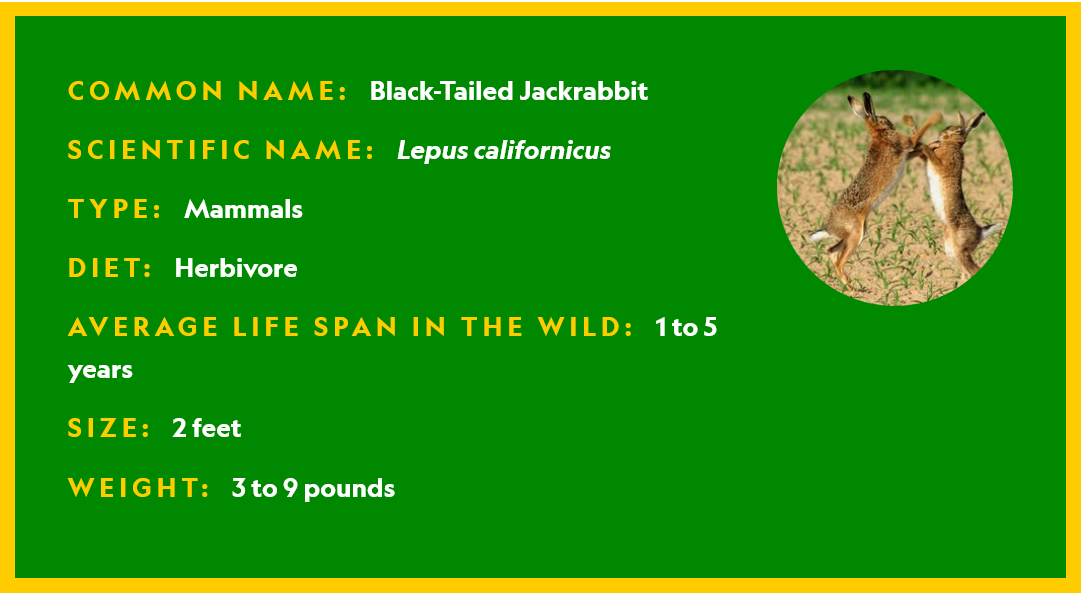 COMMON NAME: Black-Tailed Jackrabbit
SCIENTIFIC NAME: Lepus californicus
TYPE: Mammals
DIET: Herbivore
AVERAGE LIFE SPAN IN THE WILD: 1 to 5
years
SIZE: 2 feet
WEIGHT: 3 to 9 pounds